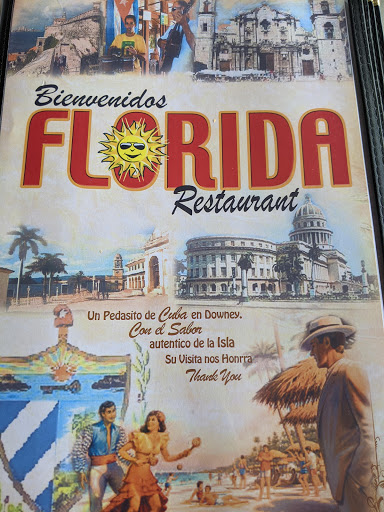 Bienvenidos
FLORIDA
Restaurant
Un Pedasito de Cuba en Downey.
Con el Sabor
autentico de la Isla
Su Visita nos Honrra
Thank You